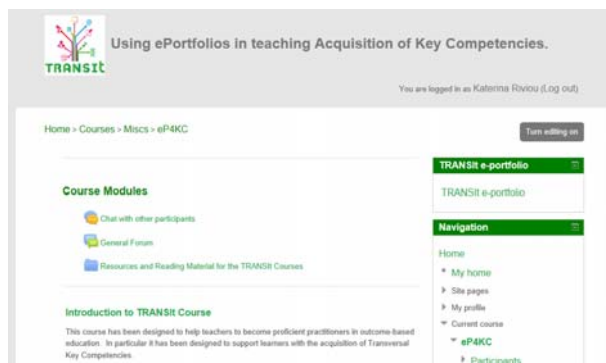 TRANSIt
Using ePortfolios in teaching Acquisition of Key Competencies.
You are logged in as Katerina Riviou (Log out)
Home > Courses > Miscs > eP4KC
Turn editing on
Course Modules
Chat with other participants
General Forum
Resources and Reading Material for the TRANSIt Courses
Introduction to TRANSIt Course
This course has been designed to help teachers to become proficient practitioners in outcome-based
education. In particular it has been designed to support learners with the acquisition of Transversal
Key Competencies.
TRANSIt e-portfolio
TRANSIt e-portfolio
Navigation
Home
My home
Site pages
My profile
Current course
eP4KC
Participants